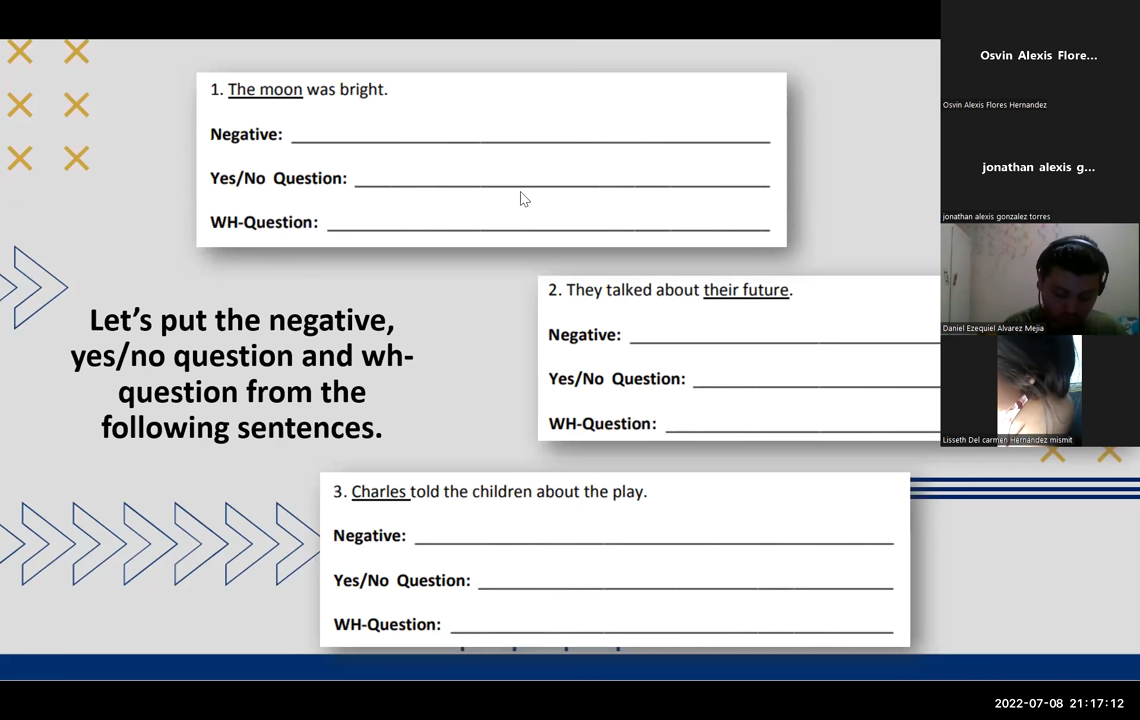 1. The moon was bright.
Negative:
Yes/No Question:
WH-Question:
Let's put the negative,
yes/no question and wh-
question from the
following sentences.
2. They talked about their future.
Negative:
Yes/No Question:
WH-Question:
3. Charles told the children about the play.
Negative:
Yes/No Question:
WH-Question:
Osvin Alexis Flore...
Osvin Alexis Flores Hernandez
jonathan alexis g...
jonathan alexis gonzalez torres
Daniel Ezequiel Alvarez Mejia
Lisseth Del carmen Hernández mismit
2022-07-08 21:17:12